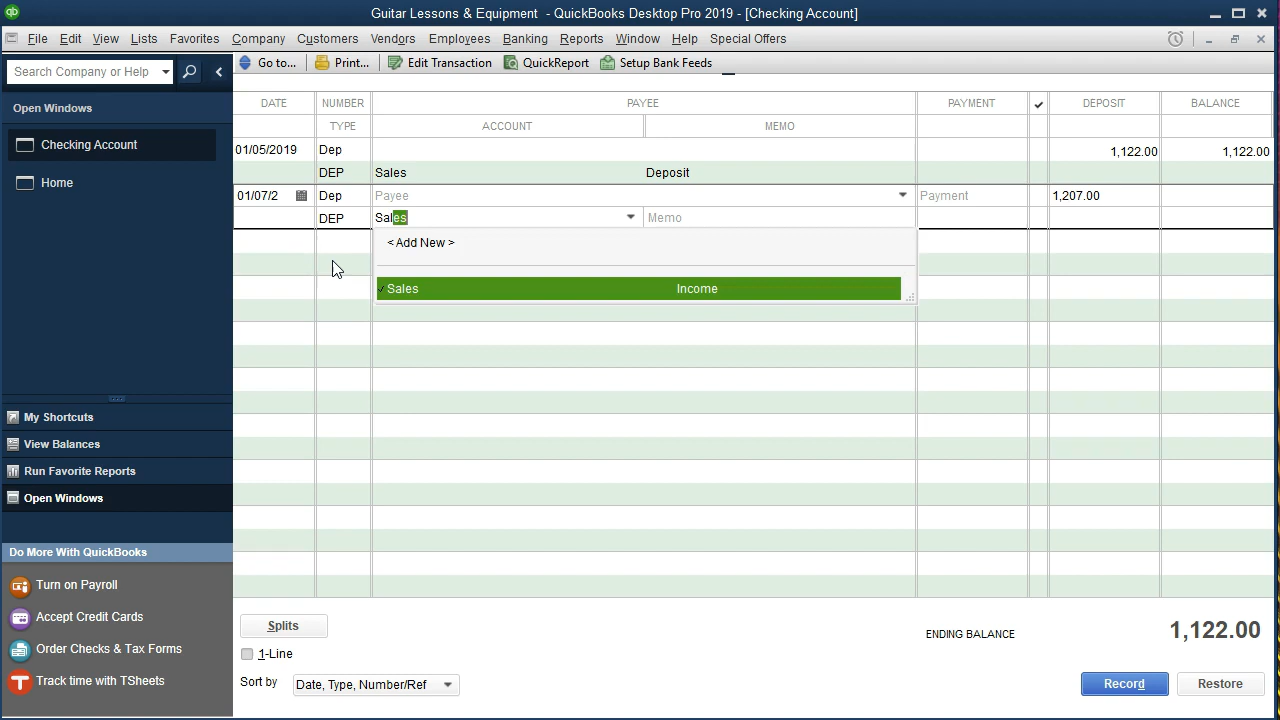 qb Guitar Lessons & Equipment - QuickBooks Desktop Pro 2019 - [Checking Account]
File Edit View Lists Favorites Company Customers Vendors Employees Banking Reports Window Help Special Offers
Search Company or Help
Go to... Print... Edit Transaction QuickReport Setup Bank Feeds
Open Windows
Checking Account
Home
My Shortcuts
View Balances
Run Favorite Reports
Open Windows
Do More With QuickBooks
Turn on Payroll
Accept Credit Cards
Order Checks & Tax Forms
T Track time with TSheets
DATE NUMBER PAYEE PAYMENT ✓ DEPOSIT BALANCE
TYPE ACCOUNT MEMO
01/05/2019 Dep 1,122.00 1,122.00
DEP Sales Deposit
01/07/2 Dep Payee Payment 1,207.00
DEP Sales Memo
< Add New >
✓ Sales Income
Splits
1-Line
Sort by Date, Type, Number/Ref
ENDING BALANCE 1,122.00
Record Restore